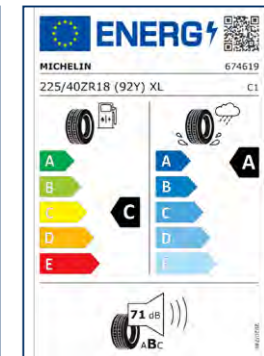 ENERG
MICHELIN 674619
225/40ZR18 (92Y) XL C1
A A A
B B
C C C
D D
E E
71 dB
ABC